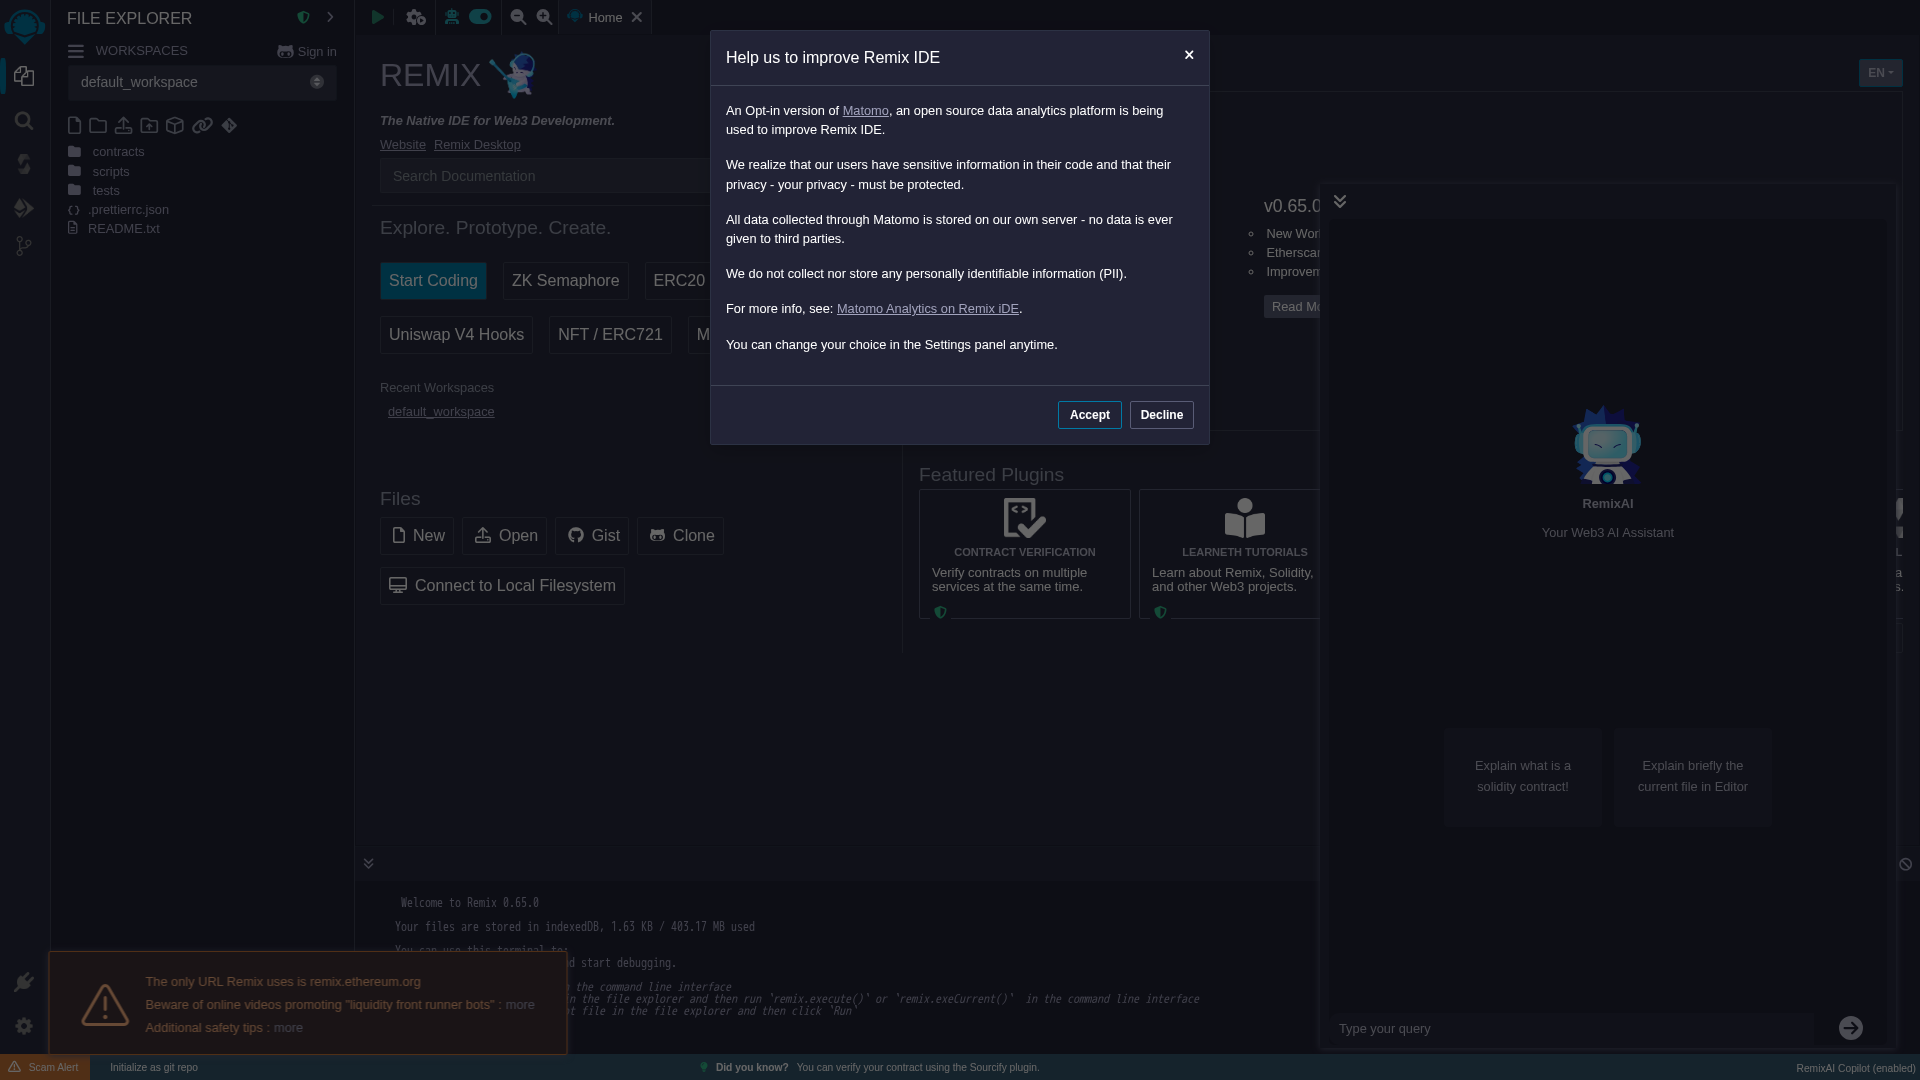 FILE EXPLORER
WORKSPACES
Sign in
default_workspace
contracts
scripts
tests
.prettierrc.json
README.txt
Home
REMIX
EN
The Native IDE for Web3 Development.
Website Remix Desktop
Search Documentation
Explore. Prototype. Create.
Start Coding
ZK Semaphore
ERC20
Uniswap V4 Hooks
NFT / ERC721
M
Recent Workspaces
default_workspace
Files
New
Open
Gist
Clone
Connect to Local Filesystem
Help us to improve Remix IDE
×
An Opt-in version of Matomo, an open source data analytics platform is being
used to improve Remix IDE.
We realize that our users have sensitive information in their code and that their
privacy - your privacy - must be protected.
All data collected through Matomo is stored on our own server - no data is ever
given to third parties.
We do not collect nor store any personally identifiable information (PII).
For more info, see: Matomo Analytics on Remix iDE.
You can change your choice in the Settings panel anytime.
Accept
Decline
v0.65.0
New Wor
Etherscan
Improvem
Read Mo
Featured Plugins
CONTRACT VERIFICATION
Verify contracts on multiple
services at the same time.
LEARNETH TUTORIALS
Learn about Remix, Solidity,
and other Web3 projects.
RemixAI
Your Web3 AI Assistant
Explain what is a
solidity contract!
Explain briefly the
current file in Editor
Type your query
Welcome to Remix 0.65.0
Your files are stored in indexedDB, 1.63 KB / 403.17 MB used
You can use this terminal to:
d start debugging.
the command line interface
n the file explorer and then run `remix.execute()` or `remix.exeCurrent()` in the command line interface
t file in the file explorer and then click `Run`
The only URL Remix uses is remix.ethereum.org
Beware of online videos promoting "liquidity front runner bots" : more
Additional safety tips : more
Scam Alert
Initialize as git repo
Did you know? You can verify your contract using the Sourcify plugin.
RemixAI Copilot (enabled)